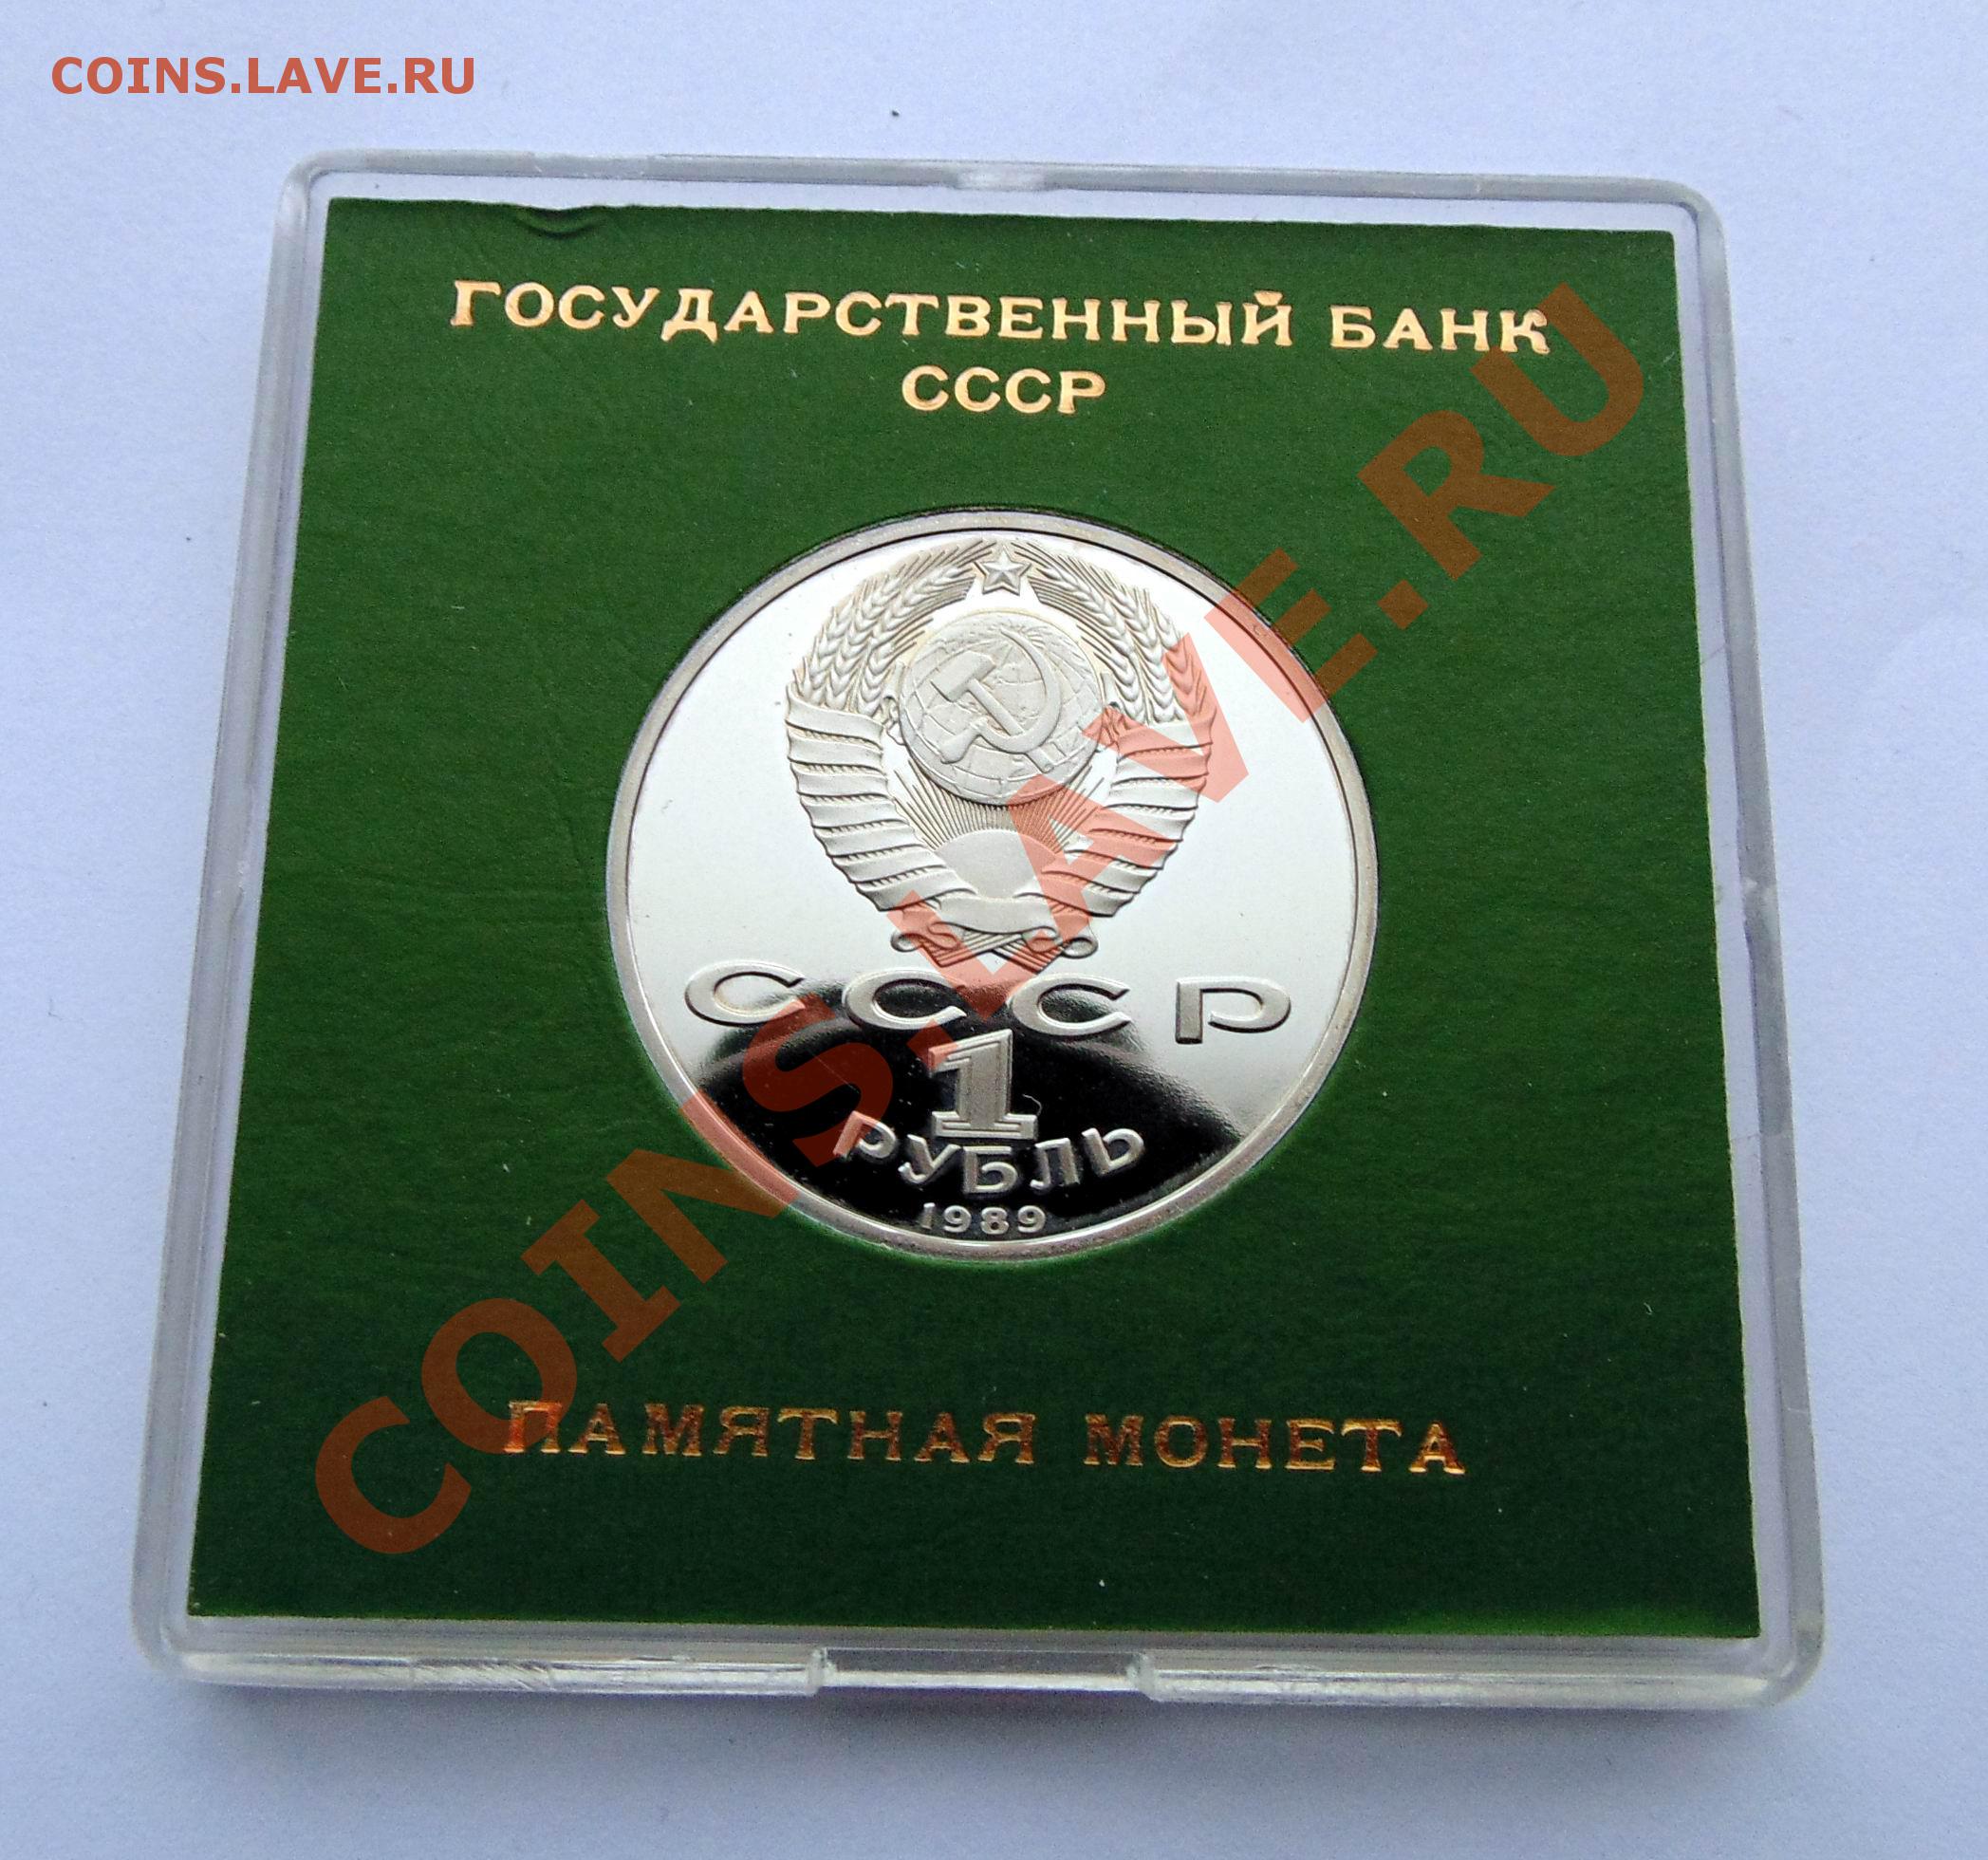 COINS.LAVE.RU
ГОСУДАРСТВЕННЫЙ БАНК
СССР
СССР
1
РУБЛЬ
1989
ПАМЯТНАЯ МОНЕТА
COINS.LAVE.RU